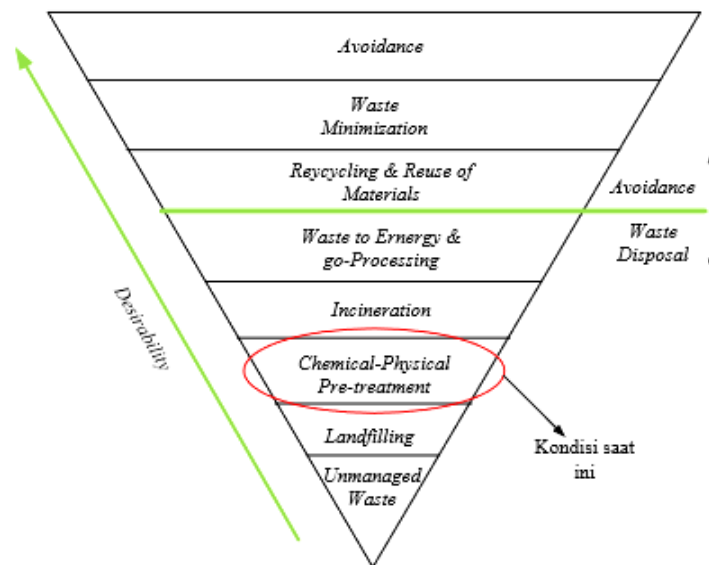 Avoidance
Waste
Minimization
Reycycling & Reuse of
Materials
Avoidance
Waste to Ernergy &
go-Processing
Waste
Disposal
Desirability
Incineration
Chemical-Physical
Pre-treatment
Landfilling
Kondisi saat
ini
Unmanaged
Waste